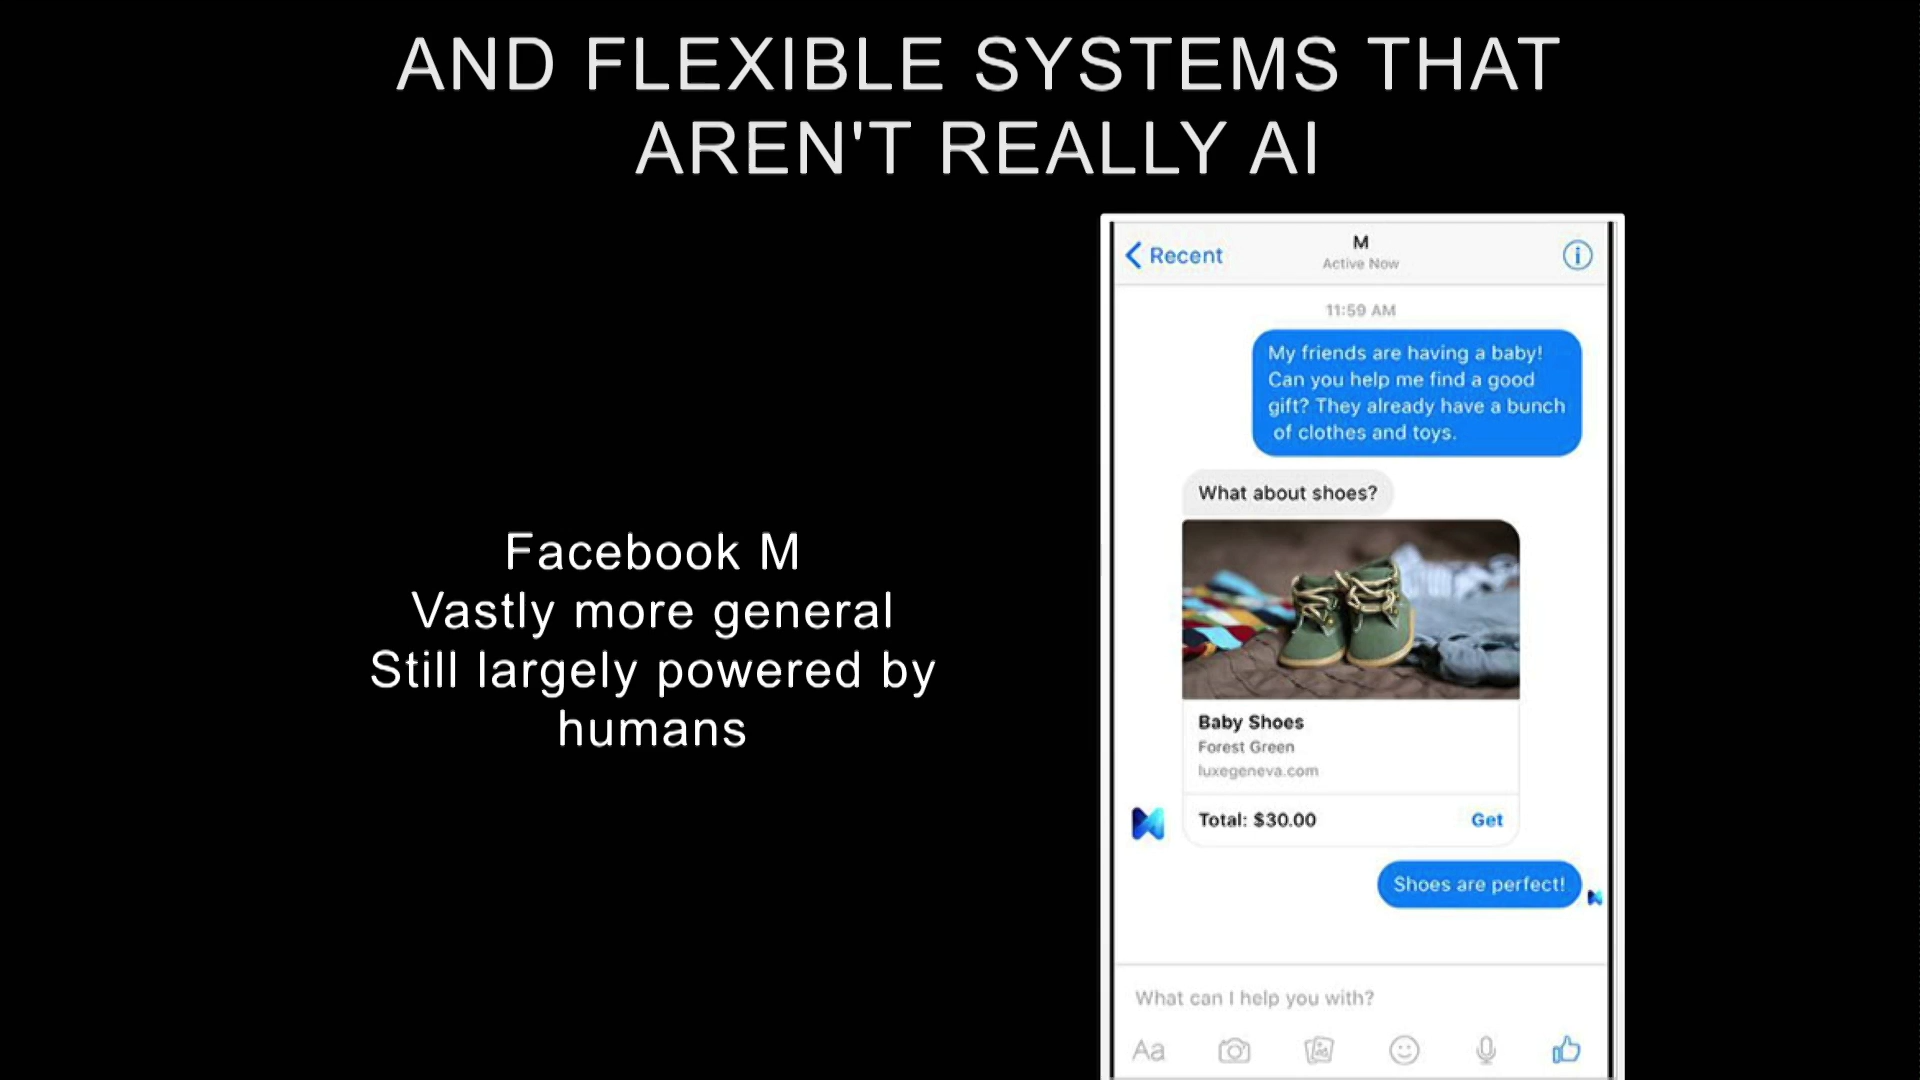 AND FLEXIBLE SYSTEMS THAT
AREN'T REALLY AI
Facebook M
Vastly more general
Still largely powered by
humans
Recent
M
Active Now
11:59 AM
My friends are having a baby!
Can you help me find a good
gift? They already have a bunch
of clothes and toys.
What about shoes?
Baby Shoes
Forest Green
luxegeneva.com
Total: $30.00
Get
Shoes are perfect!
What can I help you with?
Aa